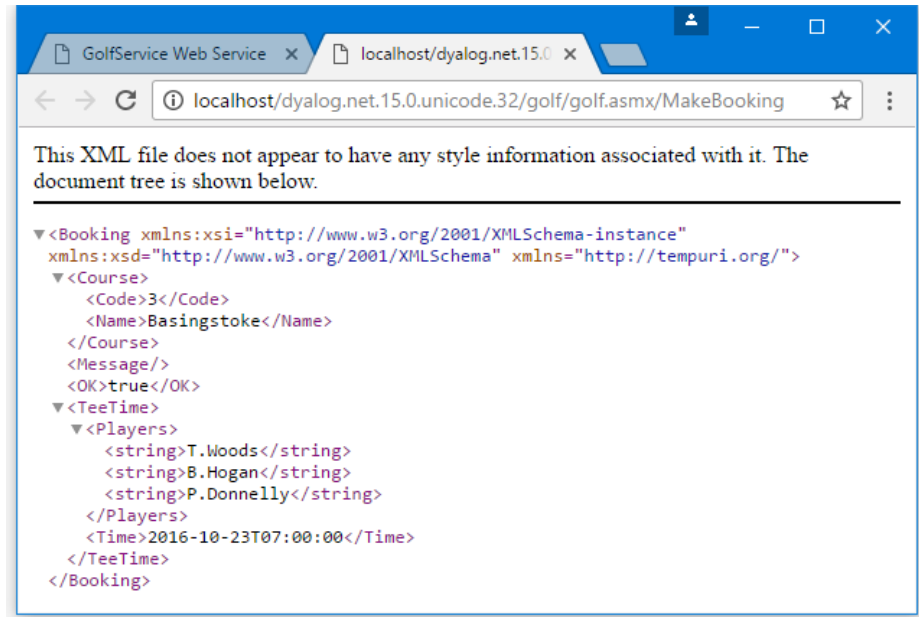 GolfService Web Service
localhost/dyalog.net.15.0
localhost/dyalog.net.15.0.unicode.32/golf/golf.asmx/MakeBooking
This XML file does not appear to have any style information associated with it. The
document tree is shown below.
▼<Booking xmlns:xsi="http://www.w3.org/2001/XMLSchema-instance"
xmlns:xsd="http://www.w3.org/2001/XMLSchema" xmlns="http://tempuri.org/">
▼<Course>
<Code>3</Code>
<Name>Basingstoke</Name>
</Course>
<Message/>
<OK>true</OK>
▼<TeeTime>
▼<Players>
<string>T.Woods</string>
<string>B.Hogan</string>
<string>P.Donnelly</string>
</Players>
<Time>2016-10-23T07:00:00</Time>
</TeeTime>
</Booking>